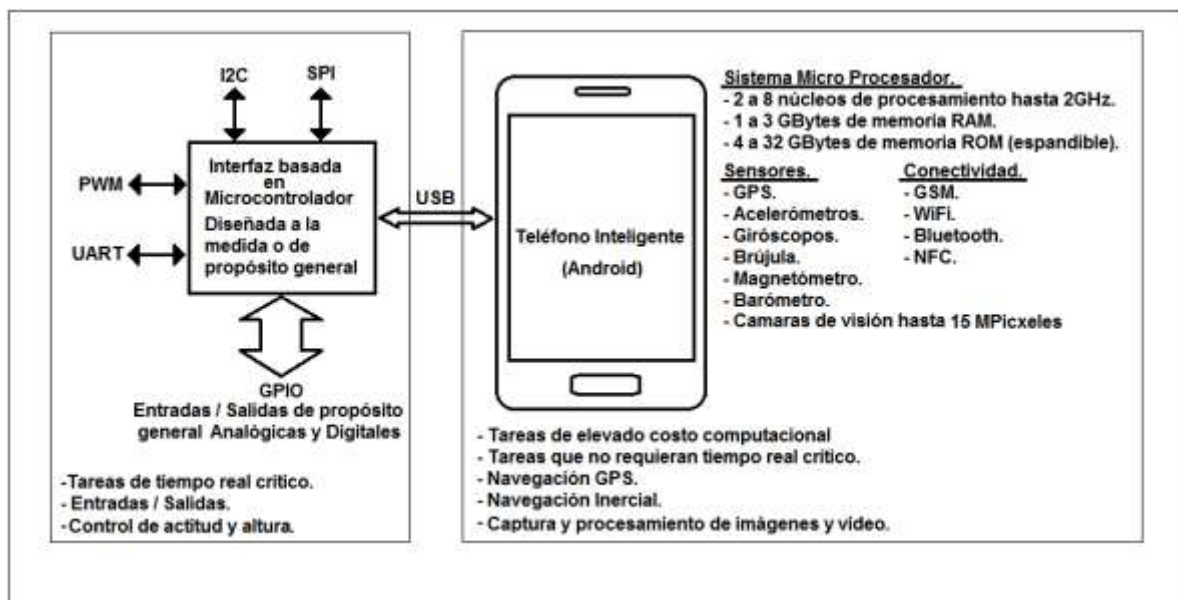 I2C
SPI
PWM
UART
Interfaz basada
en
Microcontrolador
Diseñada a la
medida o de
propósito general
USB
GPIO
Entradas / Salidas de propósito
general Analógicas y Digitales
-Tareas de tiempo real crítico.
- Entradas / Salidas.
- Control de actitud y altura.
Teléfono Inteligente
(Android)
Sistema Micro Procesador.
- 2 a 8 núcleos de procesamiento hasta 2GHz.
- 1 a 3 GBytes de memoria RAM.
- 4 a 32 GBytes de memoria ROM (espandible).
Sensores.
- GPS.
- Acelerómetros.
- Giróscopos.
- Brújula.
- Magnetómetro.
- Barómetro.
- Camaras de visión hasta 15 MPicxeles
Conectividad.
- GSM.
- WiFi.
- Bluetooth.
- NFC.
- Tareas de elevado costo computacional
- Tareas que no requieran tiempo real crítico.
- Navegación GPS.
- Navegación Inercial.
- Captura y procesamiento de imágenes y vídeo.